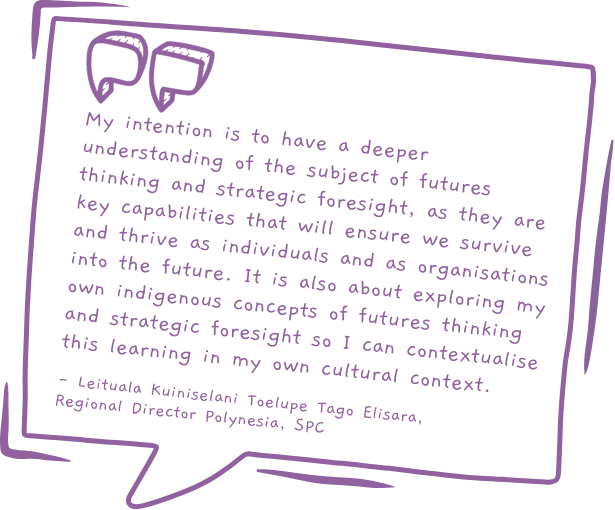 My intention is to have a deeper
understanding of the subject of futures
thinking and strategic foresight, as they are
key capabilities that will ensure we survive
and thrive as individuals and as organisations
into the future. It is also about exploring my
own indigenous concepts of futures thinking
and strategic foresight so I can contextualise
this learning in my own cultural context.
- Leituala Kuiniselani Toelupe Tago Elisara,
Regional Director Polynesia, SPC